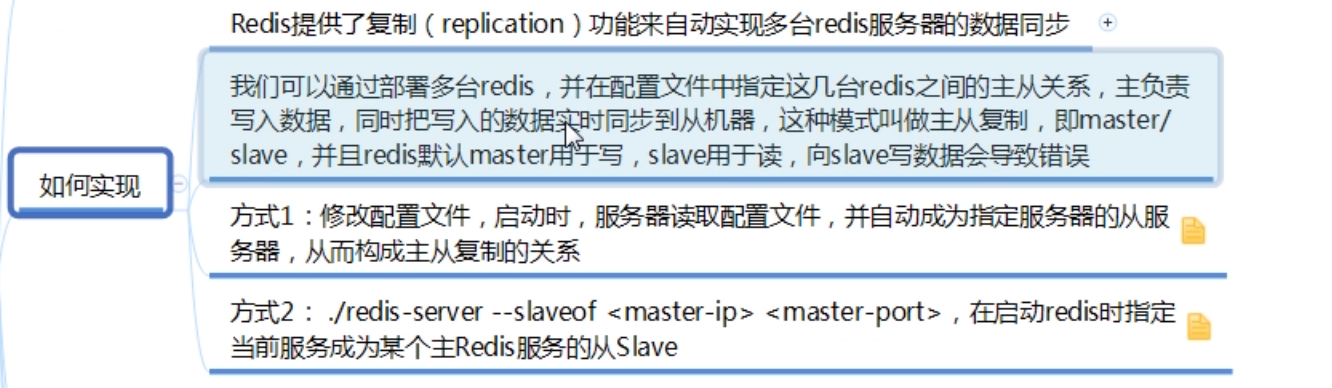 Redis提供了复制（replication）功能来自动实现多台redis服务器的数据同步
我们可以通过部署多台redis，并在配置文件中指定这几台redis之间的主从关系，主负责
写入数据，同时把写入的数据实时同步到从机器，这种模式叫做主从复制，即master/
slave，并且redis默认master用于写，slave用于读，向slave写数据会导致错误
如何实现
方式1：修改配置文件，启动时，服务器读取配置文件，并自动成为指定服务器的从服
务器，从而构成主从复制的关系
方式2： ./redis-server --slaveof <master-ip> <master-port>，在启动redis时指定
当前服务成为某个主Redis服务的从Slave